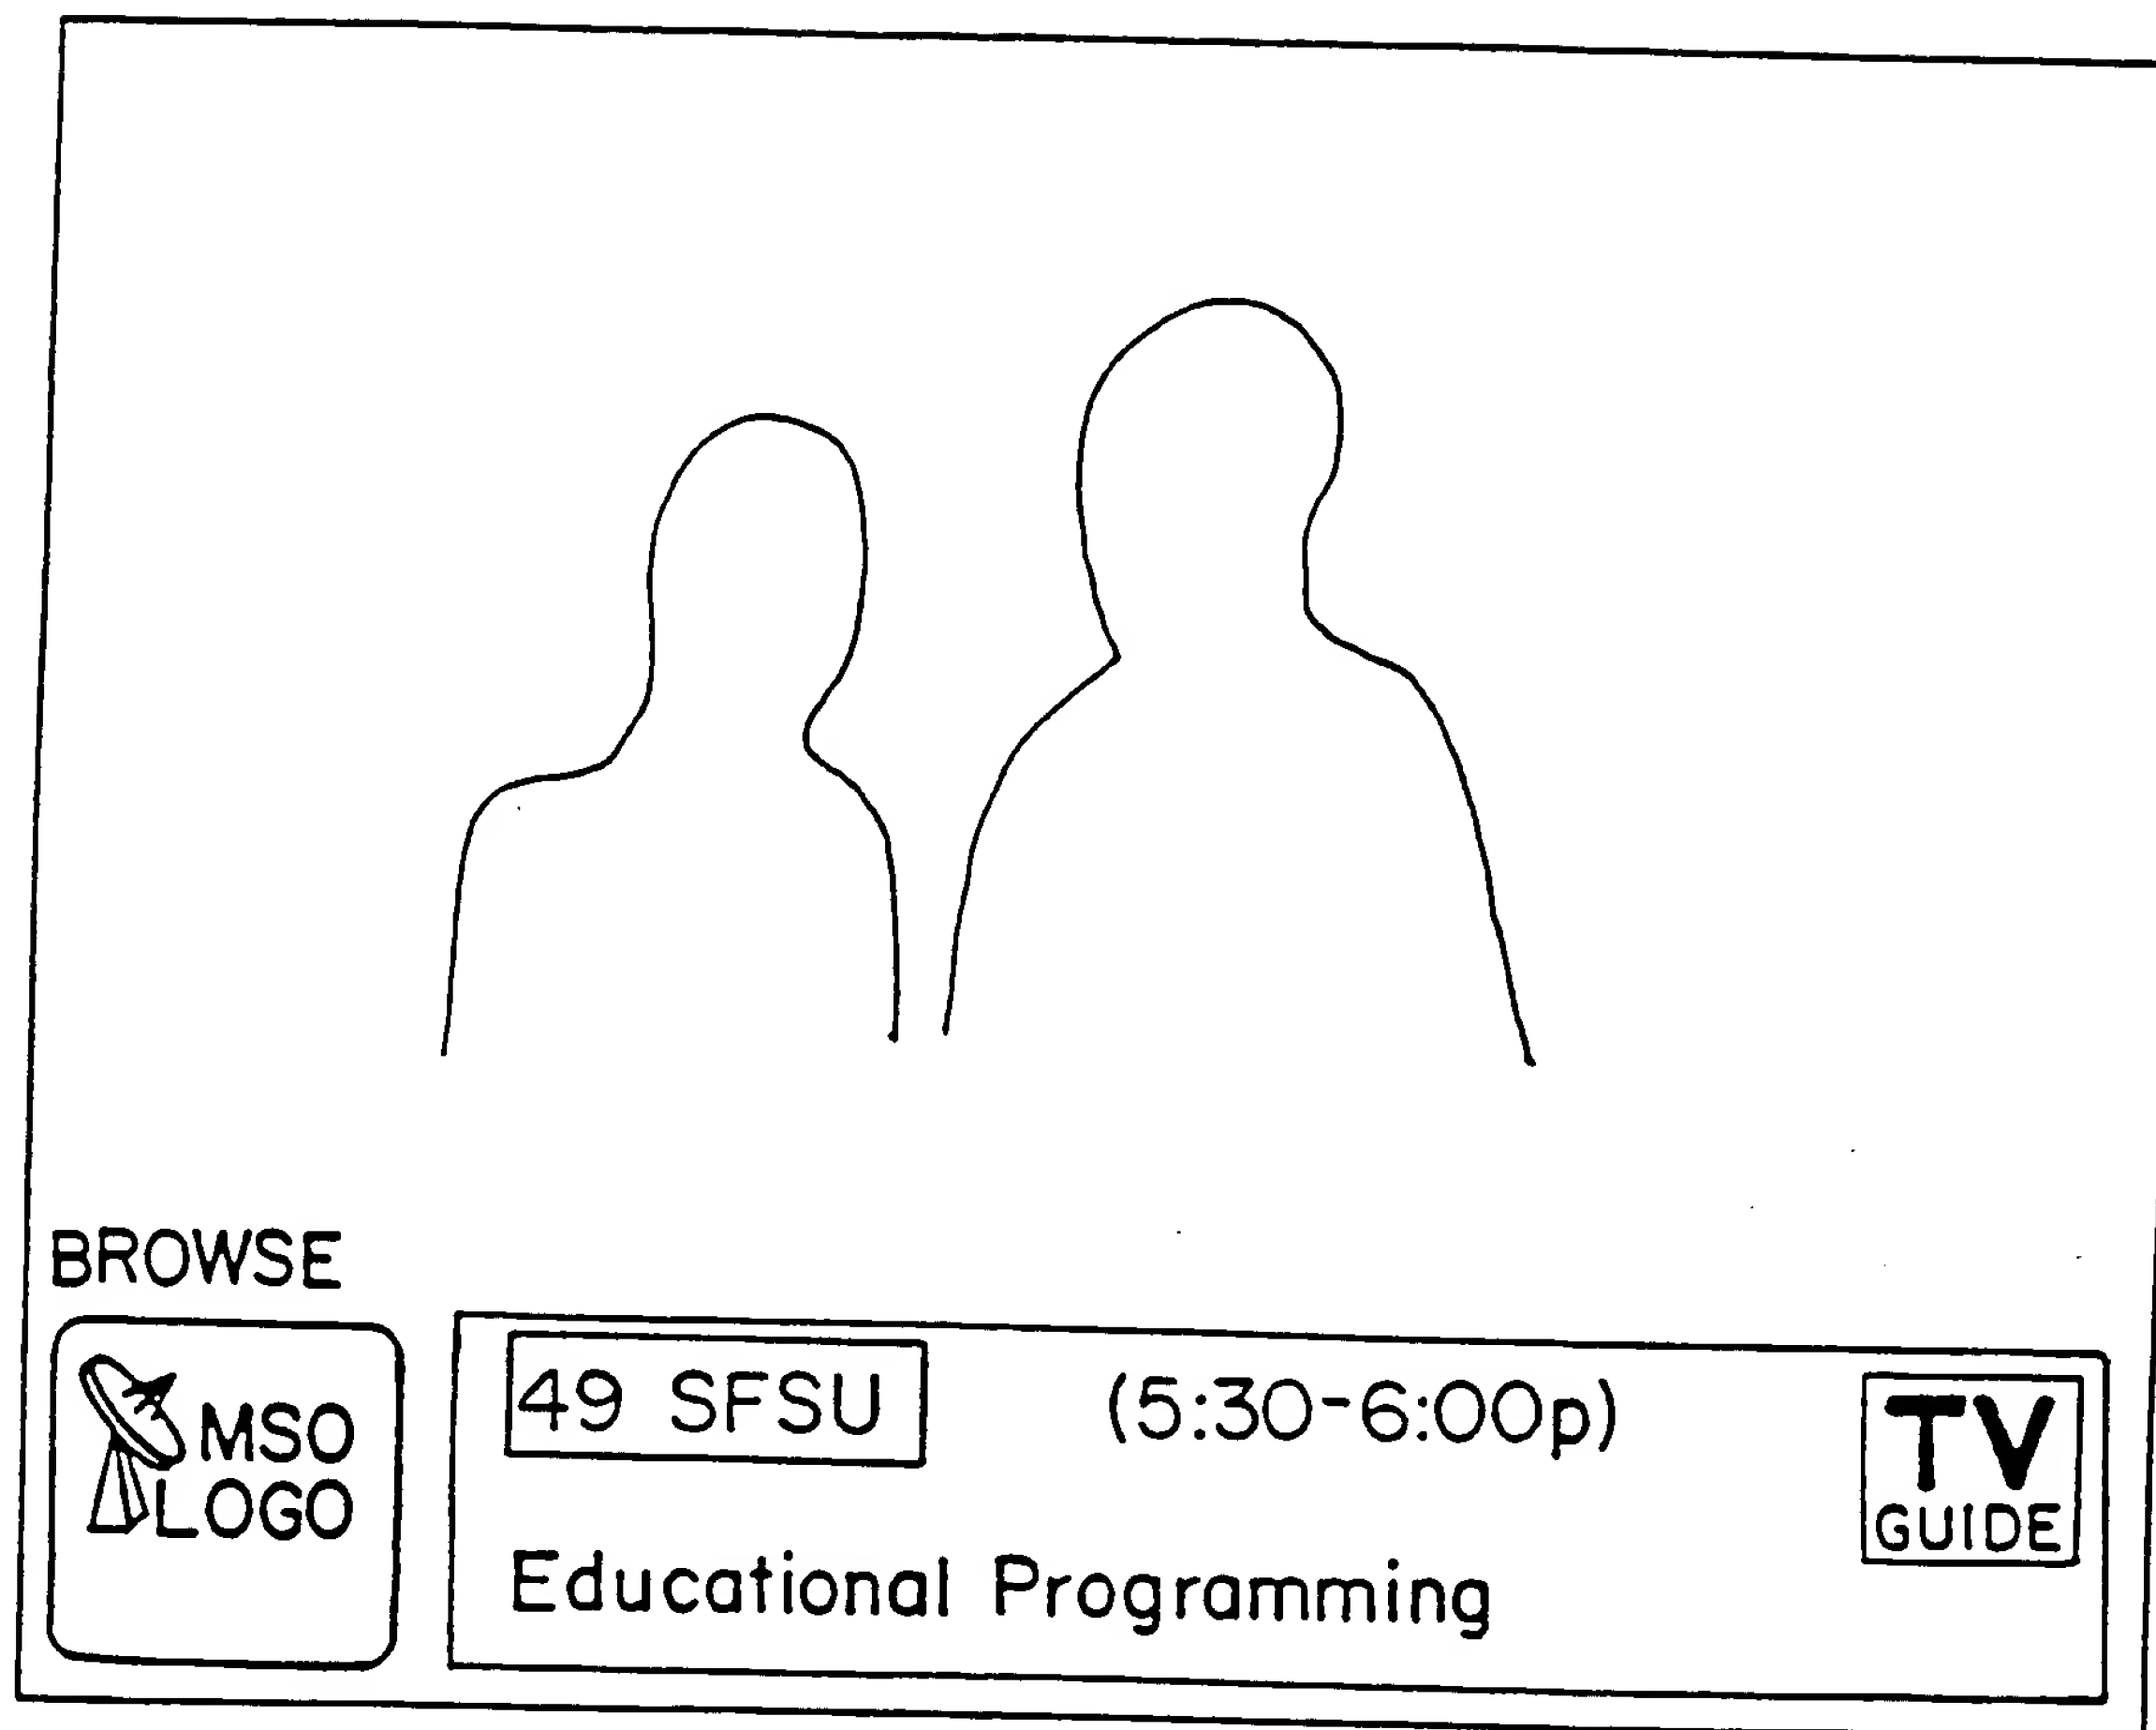 BROWSE
MSO
LOGO
49 SFSU (5:30-6:00p)
TV
GUIDE
Educational Programming